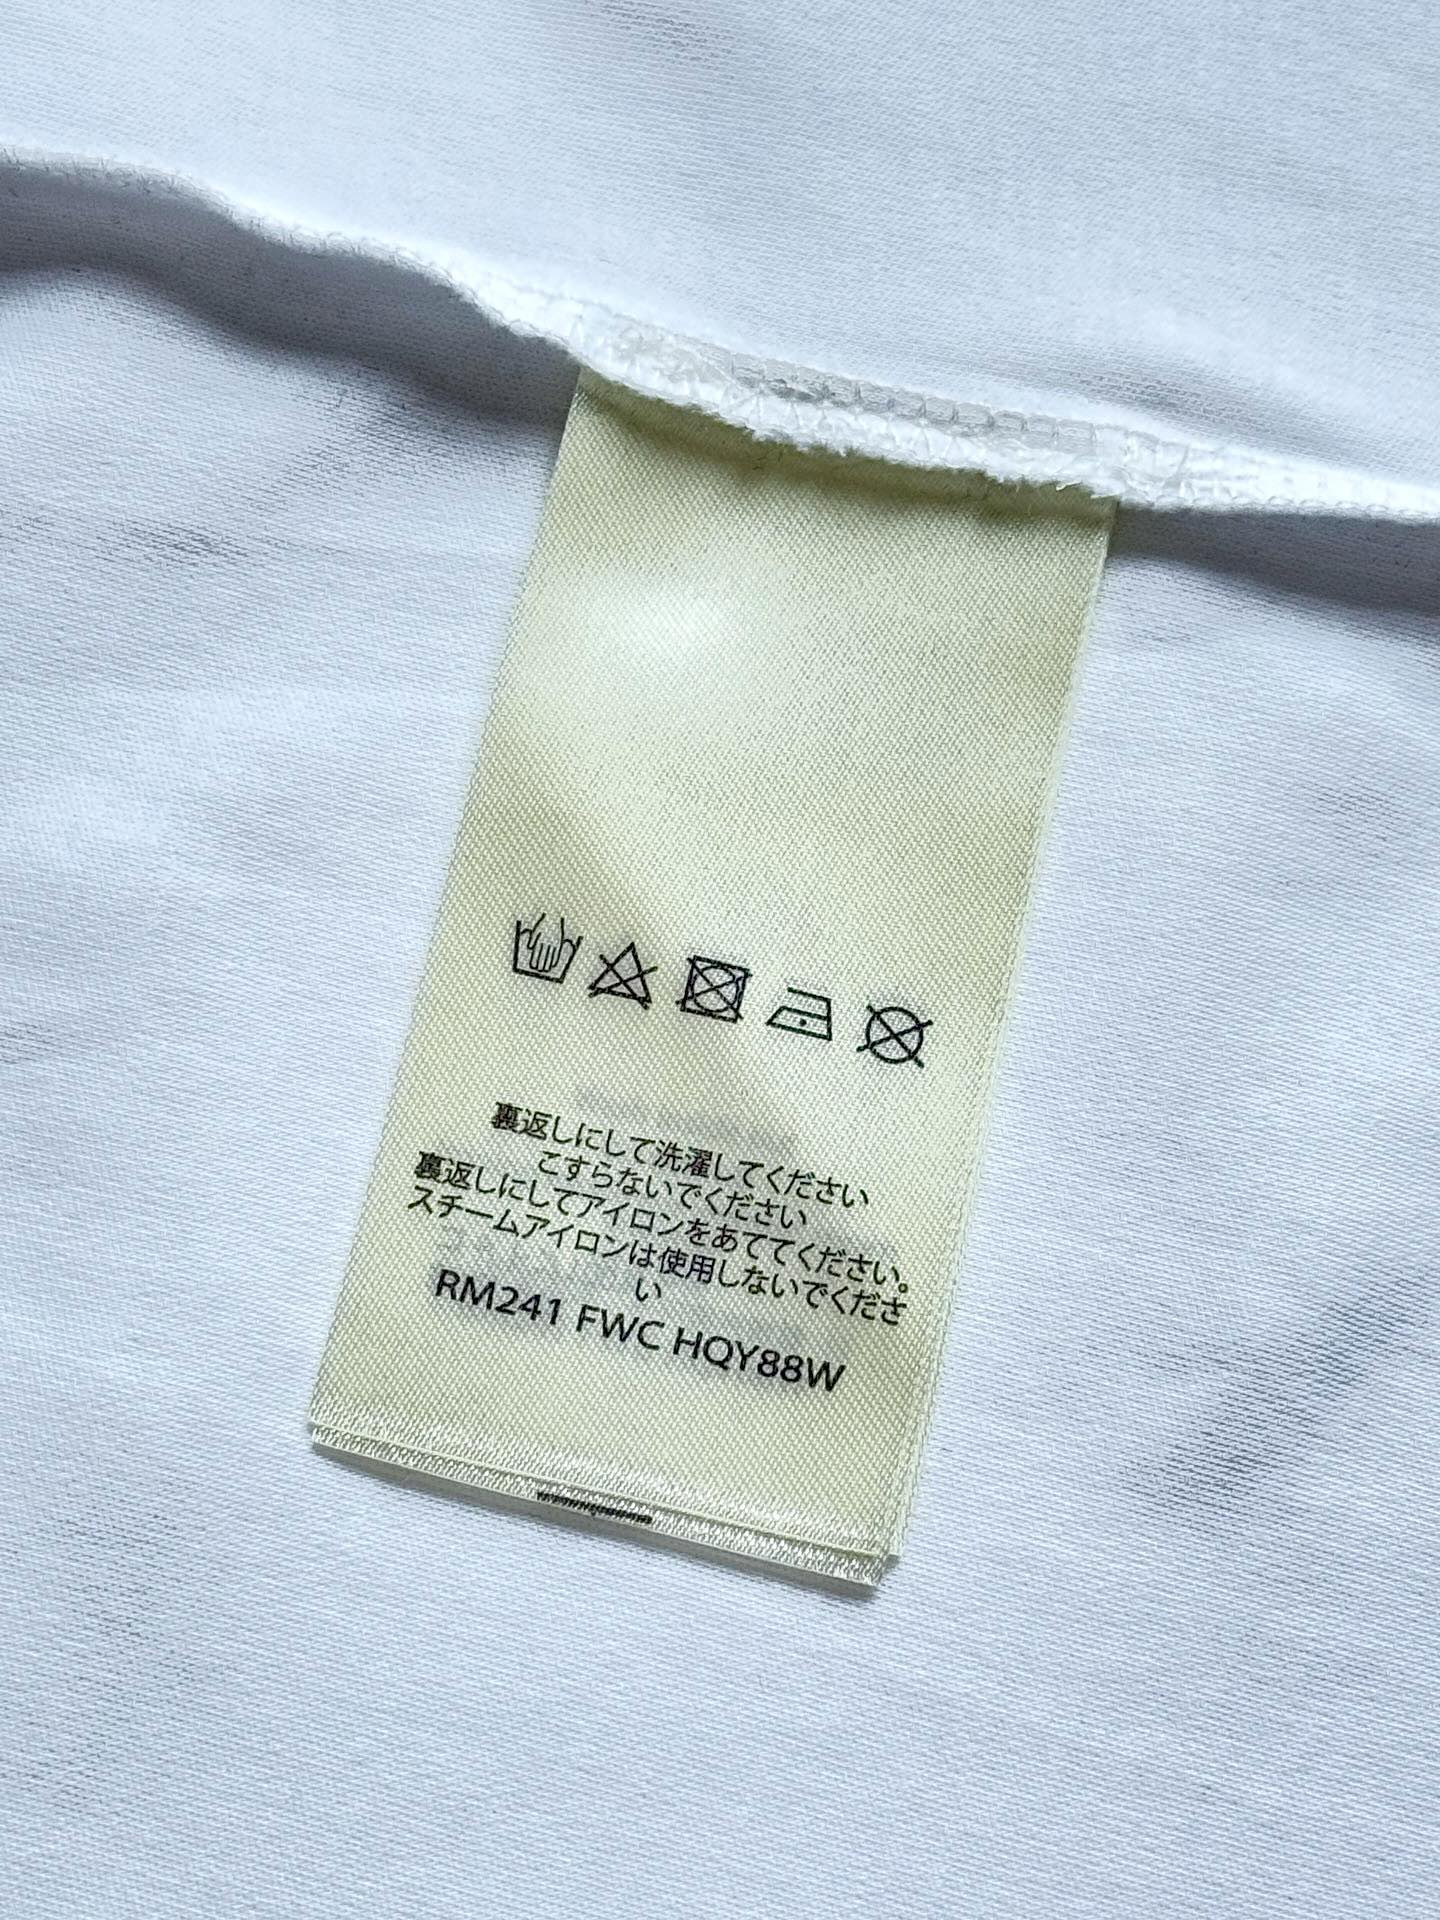 裏返しにして洗濯してください
こすらないでください
裏返しにしてアイロンをあててください。
スチームアイロンは使用しないでくださ
い
RM241 FWC HQY88W